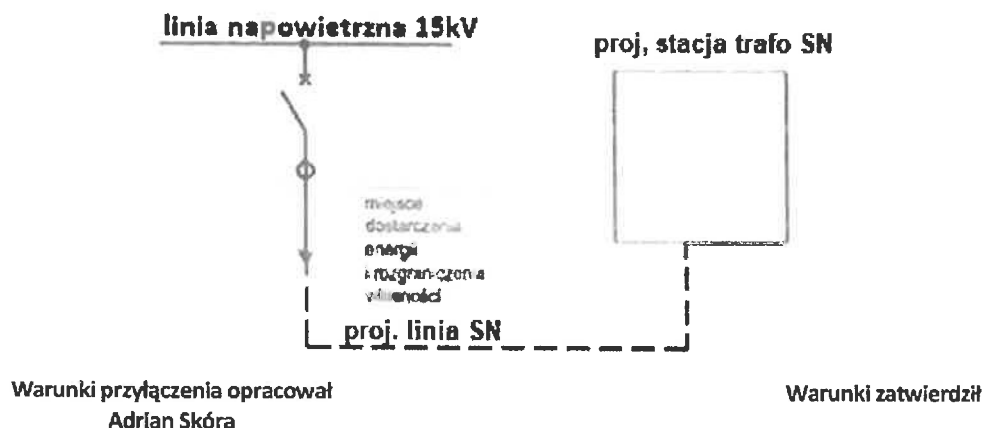 linia napowietrzna 15kV
proj, stacja trafo SN
miejsce
dostarczenia
energii
i rozgraniczenia
własności
proj. linia SN
Warunki przyłączenia opracował
Adrian Skóra
Warunki zatwierdził